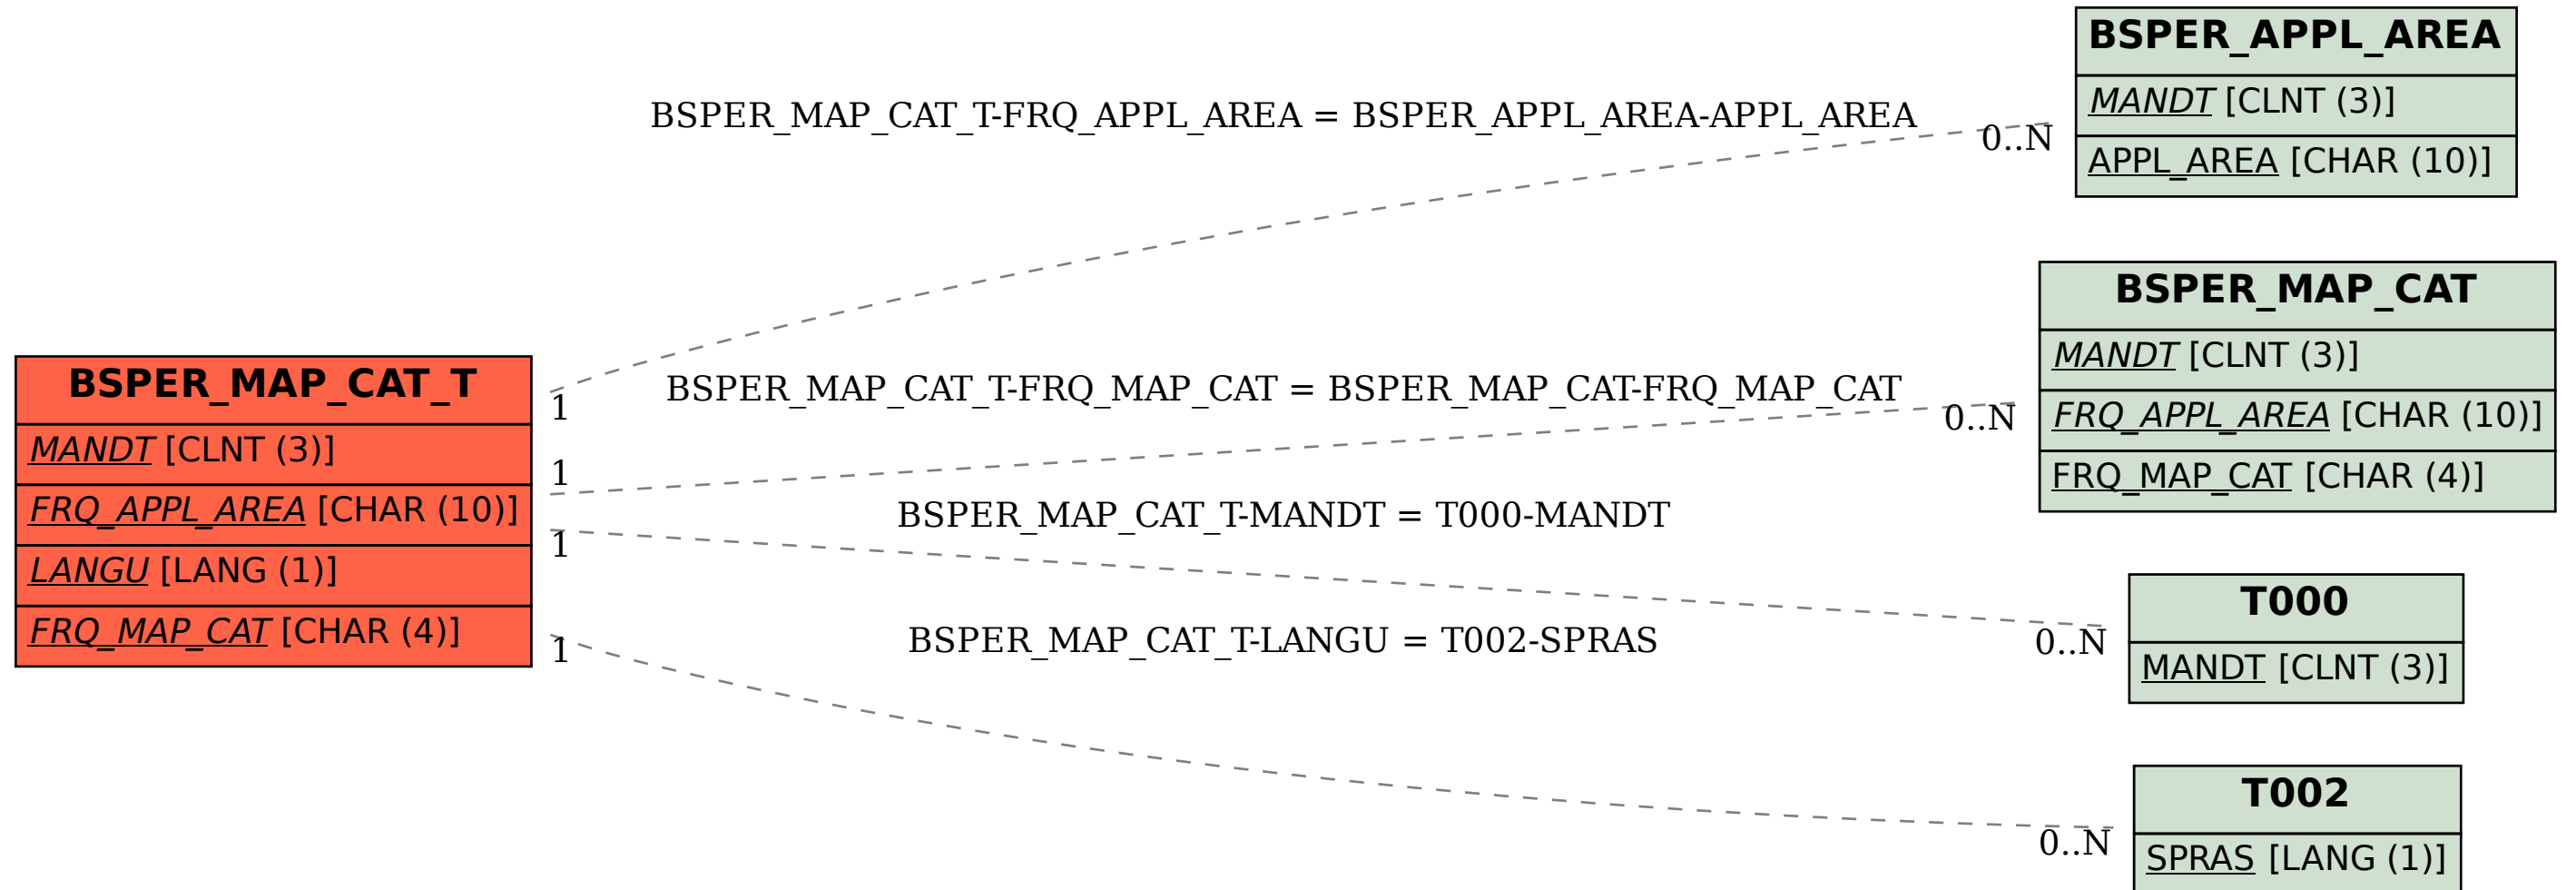 BSPER_APPL_AREA
MANDT [CLNT (3)]
APPL_AREA [CHAR (10)]
BSPER_MAP_CAT_T-FRQ_APPL_AREA = BSPER_APPL_AREA-APPL_AREA
0..N
BSPER_MAP_CAT
MANDT [CLNT (3)]
FRQ_APPL_AREA [CHAR (10)]
FRQ_MAP_CAT [CHAR (4)]
BSPER_MAP_CAT_T
MANDT [CLNT (3)]
FRQ_APPL_AREA [CHAR (10)]
LANGU [LANG (1)]
FRQ_MAP_CAT [CHAR (4)]
1
BSPER_MAP_CAT_T-FRQ_MAP_CAT = BSPER_MAP_CAT-FRQ_MAP_CAT
0..N
1
BSPER_MAP_CAT_T-MANDT = T000-MANDT
1
0..N
T000
MANDT [CLNT (3)]
BSPER_MAP_CAT_T-LANGU = T002-SPRAS
1
0..N
T002
SPRAS [LANG (1)]